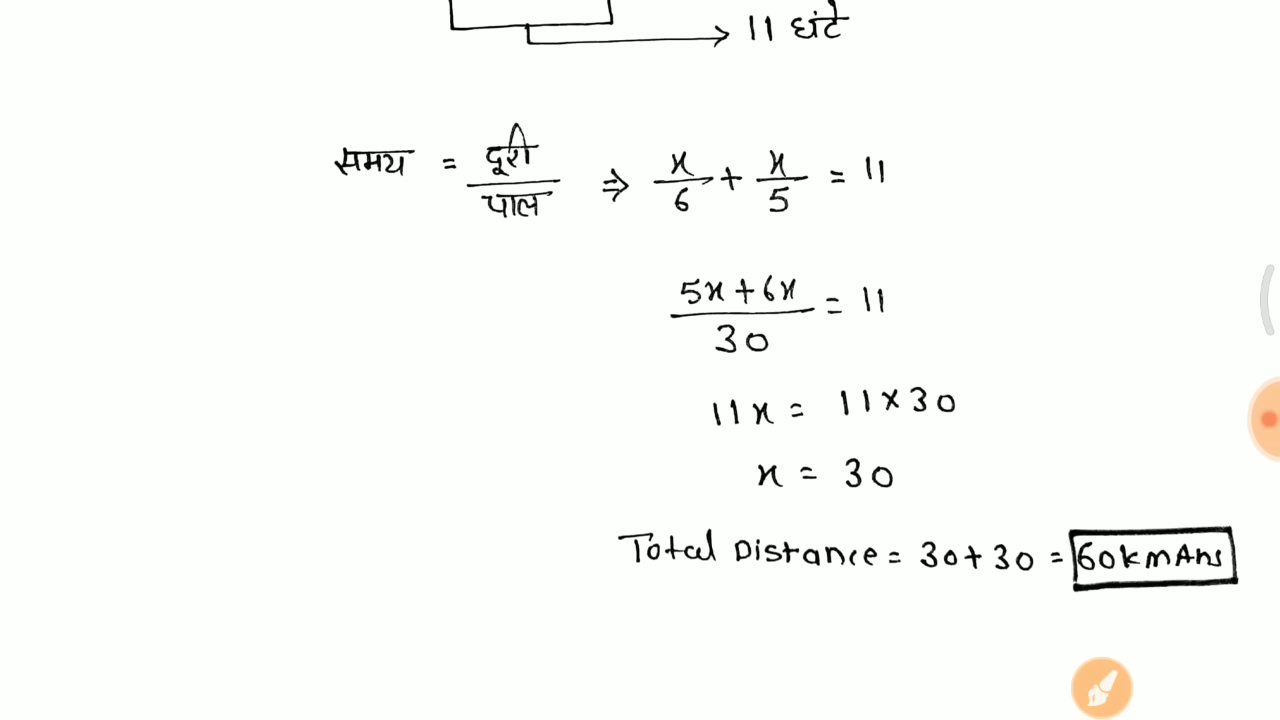 11 घंटे
समय = दूरी/चाल ⇒ x/6 + x/5 = 11
5x+6x/30 = 11
11x = 11×30
x = 30
Total Distance = 30+30 = 60km Ans